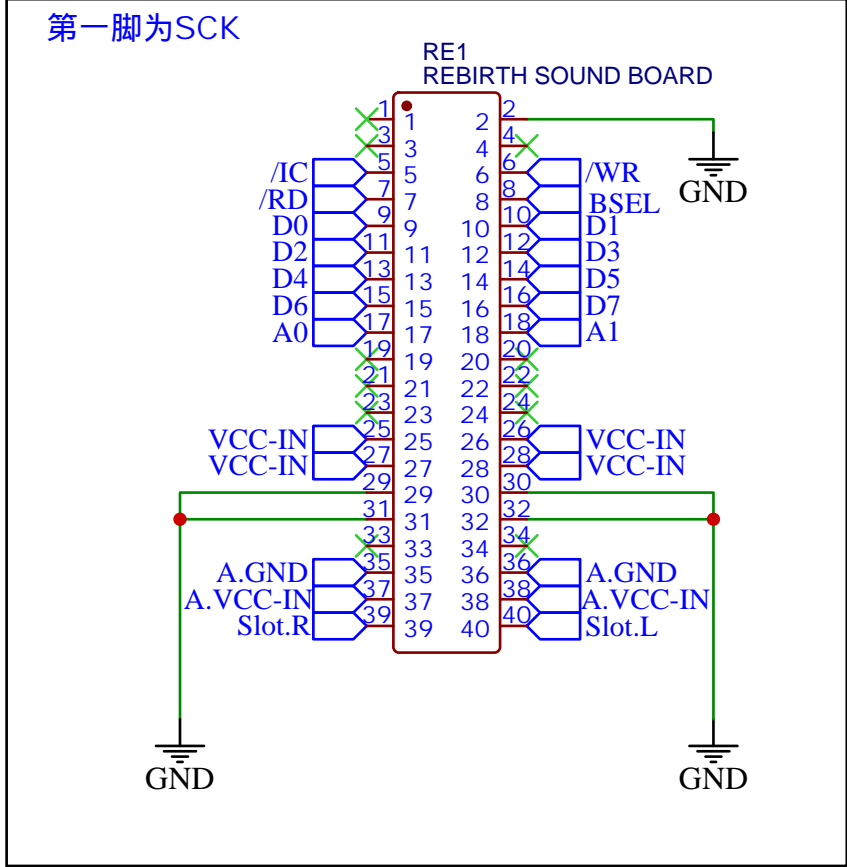 第一脚为SCK
RE1
REBIRTH SOUND BOARD
1 1 2 2
3 3 4 4
GND
/IC 5 5 6 6 /WR
/RD 7 7 8 8 BSEL
D0 9 9 10 10 D1
D2 11 11 12 12 D3
D4 13 13 14 14 D5
D6 15 15 16 16 D7
A0 17 17 18 18 A1
19 19 20 20
21 21 22 22
23 23 24 24
VCC-IN 25 25 26 26 VCC-IN
VCC-IN 27 27 28 28 VCC-IN
29 29 30 30
31 31 32 32
33 33 34 34
A.GND 35 35 36 36 A.GND
A.VCC-IN 37 37 38 38 A.VCC-IN
Slot.R 39 39 40 40 Slot.L
GND GND